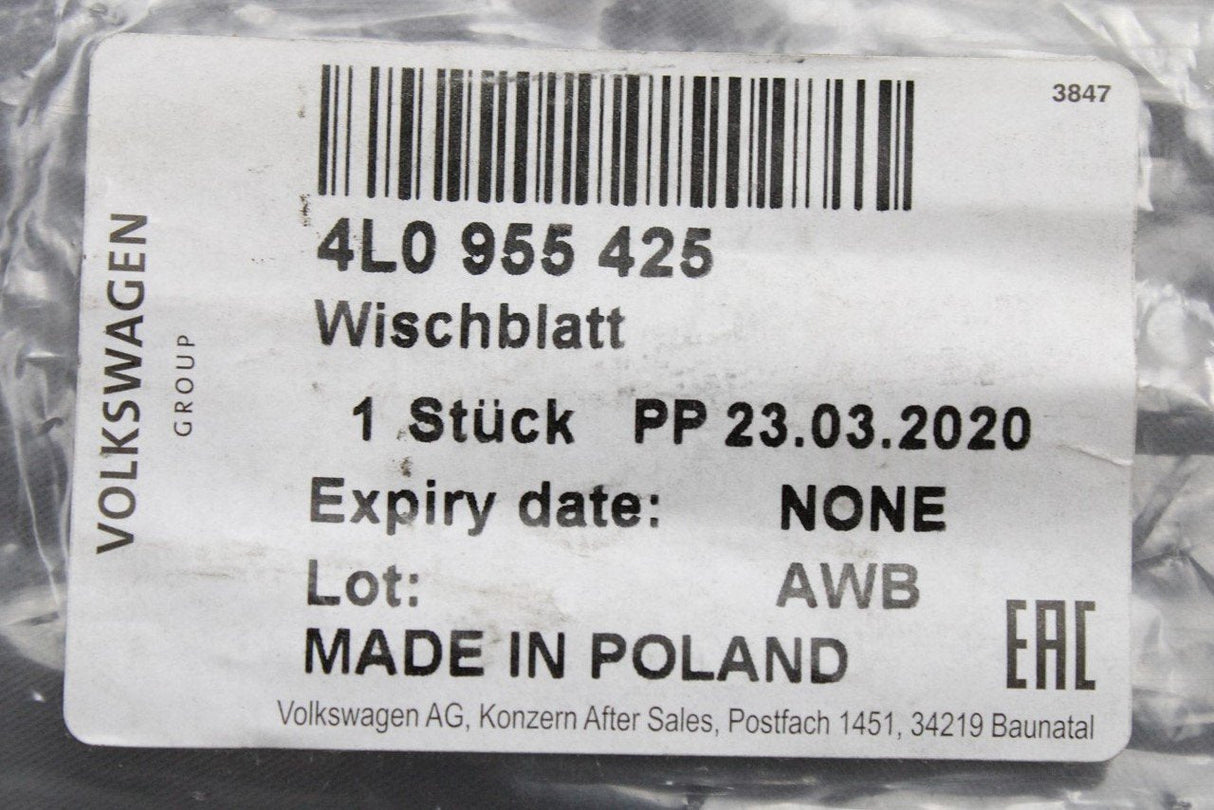 3847
VOLKSWAGEN
GROUP
4L0 955 425
Wischblatt
1 Stück PP 23.03.2020
Expiry date: NONE
Lot: AWB
MADE IN POLAND
EAC
Volkswagen AG, Konzern After Sales, Postfach 1451, 34219 Baunatal